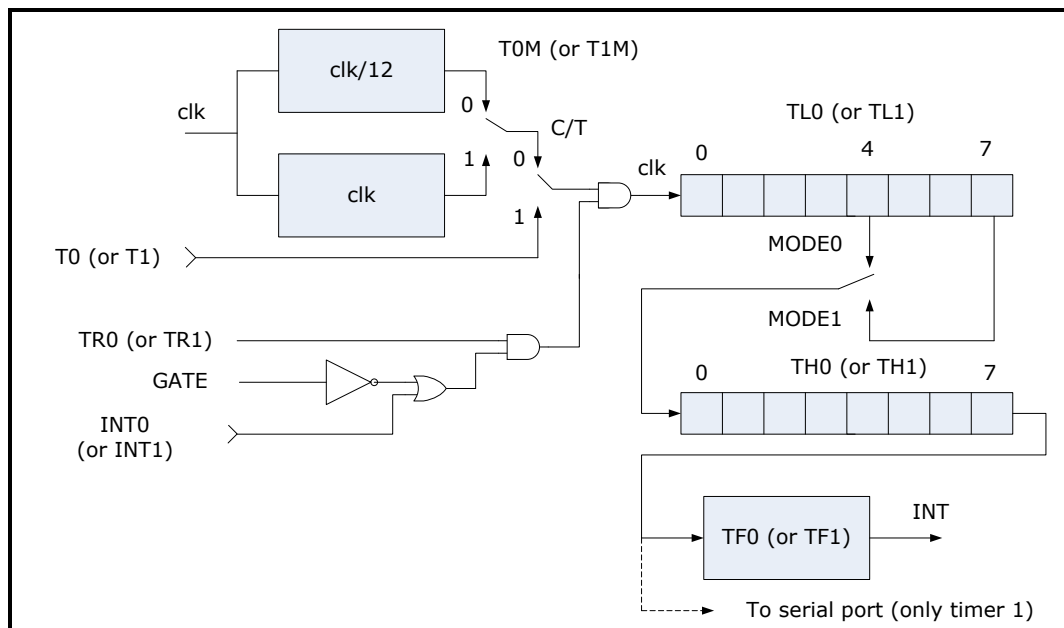 T0M (or T1M)
clk/12
clk
0
C/T
TL0 (or TL1)
1
0
0
4
7
clk
clk
1
T0 (or T1)
MODE0
MODE1
TR0 (or TR1)
TH0 (or TH1)
GATE
0
7
INT0
(or INT1)
INT
TF0 (or TF1)
To serial port (only timer 1)